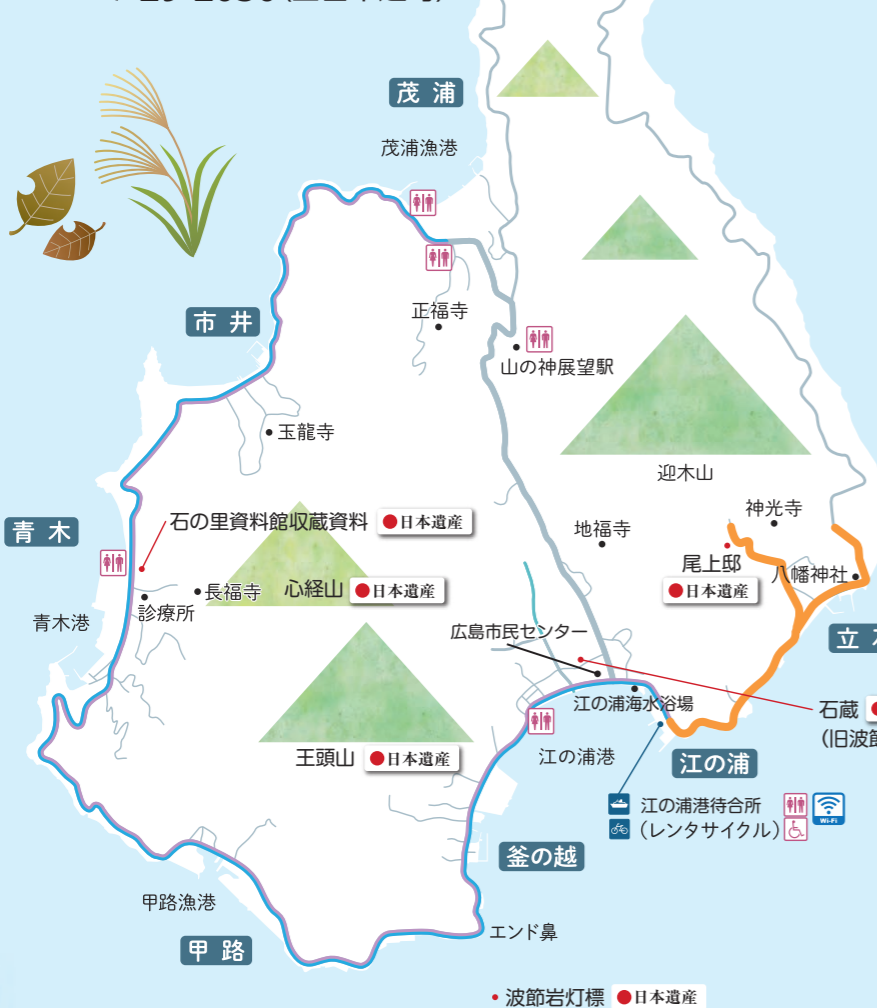 茂浦
茂浦漁港
市井
正福寺
山の神展望駅
玉龍寺
迎木山
石の里資料館収蔵資料 ●日本遺産
神光寺
地福寺
青木
尾上邸
●日本遺産
八幡神社
長福寺
心経山 ●日本遺産
診療所
青木港
広島市民センター
立
江の浦海水浴場
石蔵
(旧波節
王頭山 ●日本遺産
江の浦港
江の浦
江の浦港待合所
(レンタサイクル)
Wi-Fi
釜の越
甲路漁港
エンド鼻
甲路
・波節岩灯標 ●日本遺産